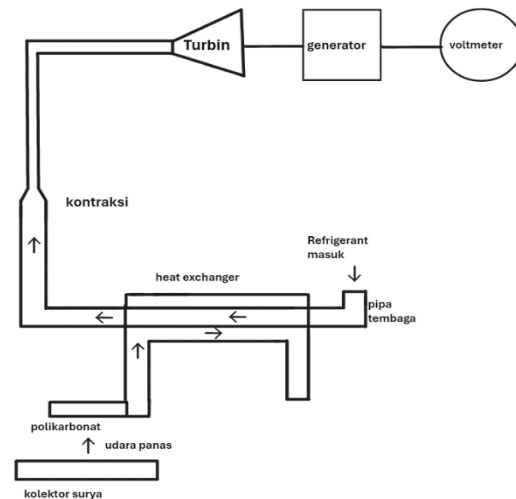 Turbin
generator
voltmeter
kontraksi
Refrigerant
masuk
heat exchanger
pipa
tembaga
polikarbonat
udara panas
kolektor surya